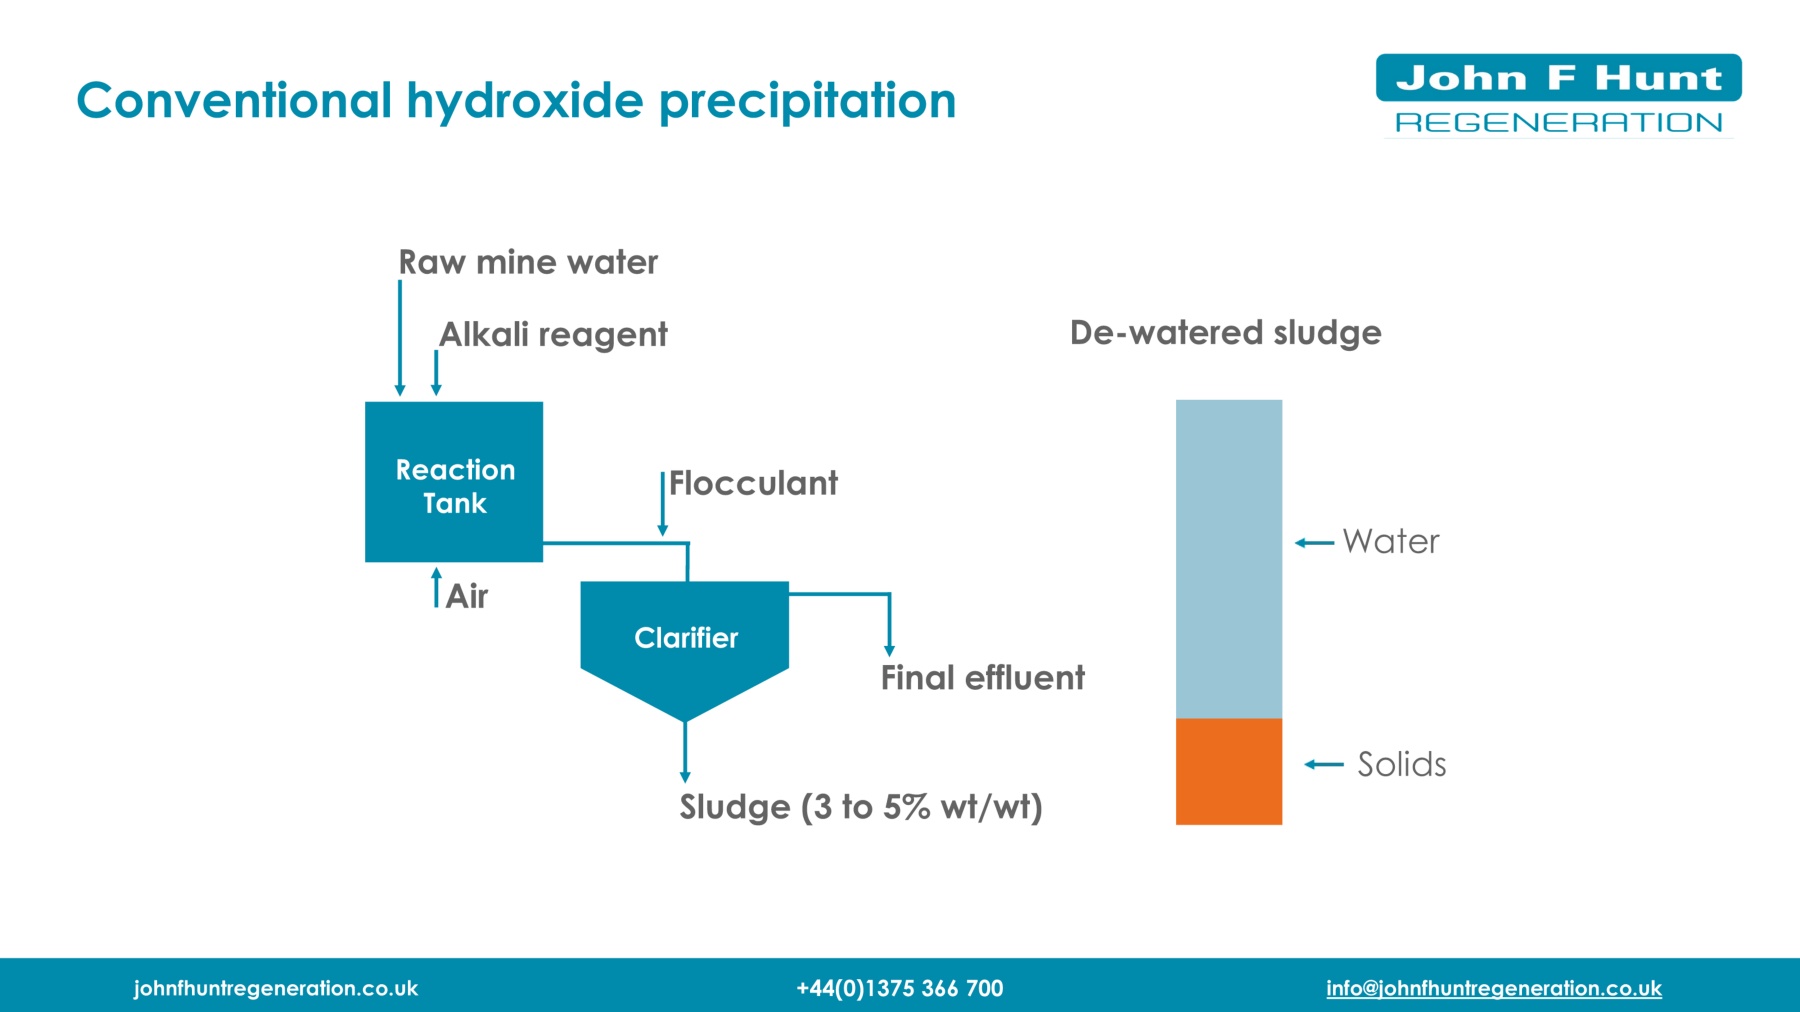 Conventional hydroxide precipitation
John F Hunt
REGENERATION
Raw mine water
Alkali reagent
Reaction
Tank
Air
Flocculant
Clarifier
Final effluent
Sludge (3 to 5% wt/wt)
De-watered sludge
Water
Solids
johnfhuntregeneration.co.uk
+44(0)1375 366 700
info@johnfhuntregeneration.co.uk